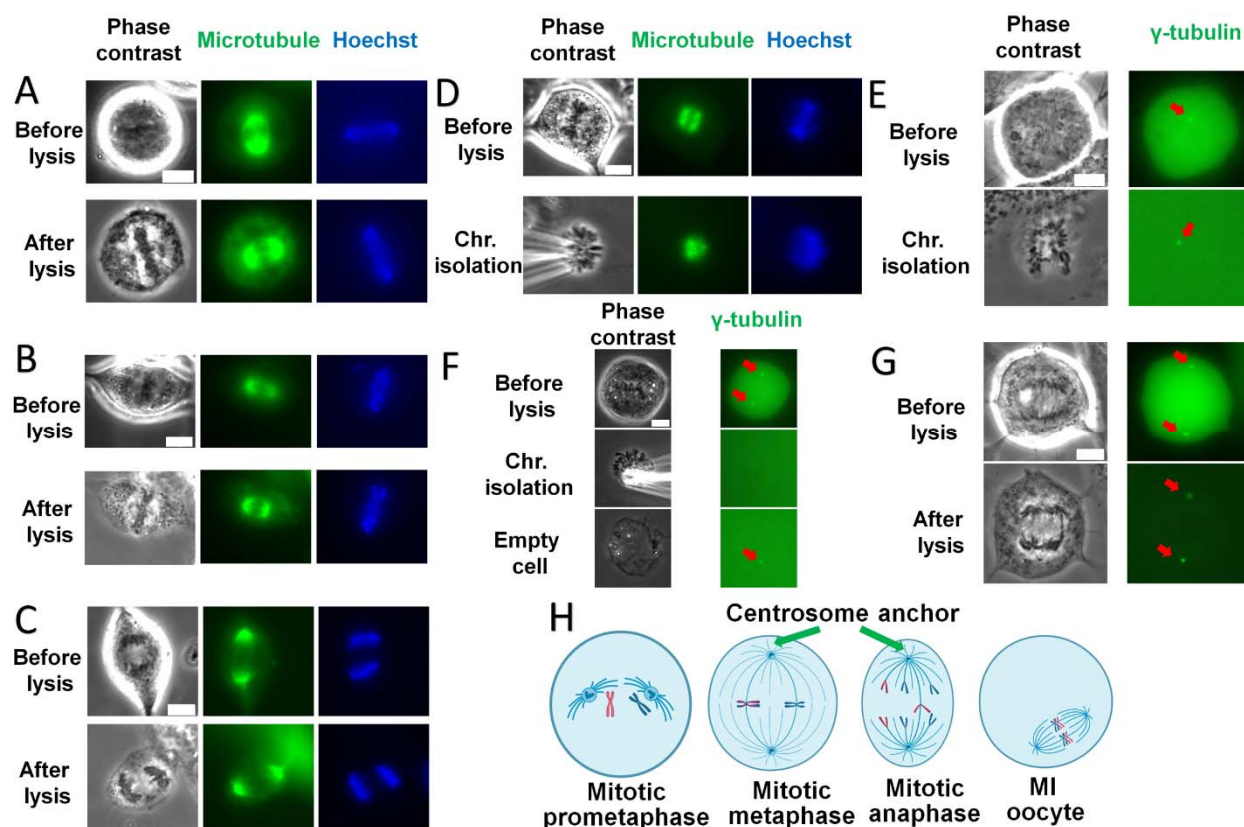 Phase
contrast
Microtubule
Hoechst
A
Before
lysis
After
lysis
B
Before
lysis
After
lysis
C
Before
lysis
After
lysis
Phase
contrast
Microtubule
Hoechst
D
Before
lysis
Chr.
isolation
Phase
contrast
γ-tubulin
E
Before
lysis
Chr.
isolation
Phase
contrast
γ-tubulin
F
Before
lysis
Chr.
isolation
Empty
cell
G
Before
lysis
After
lysis
H
Centrosome anchor
Mitotic
prometaphase
Mitotic
metaphase
Mitotic
anaphase
MI
oocyte